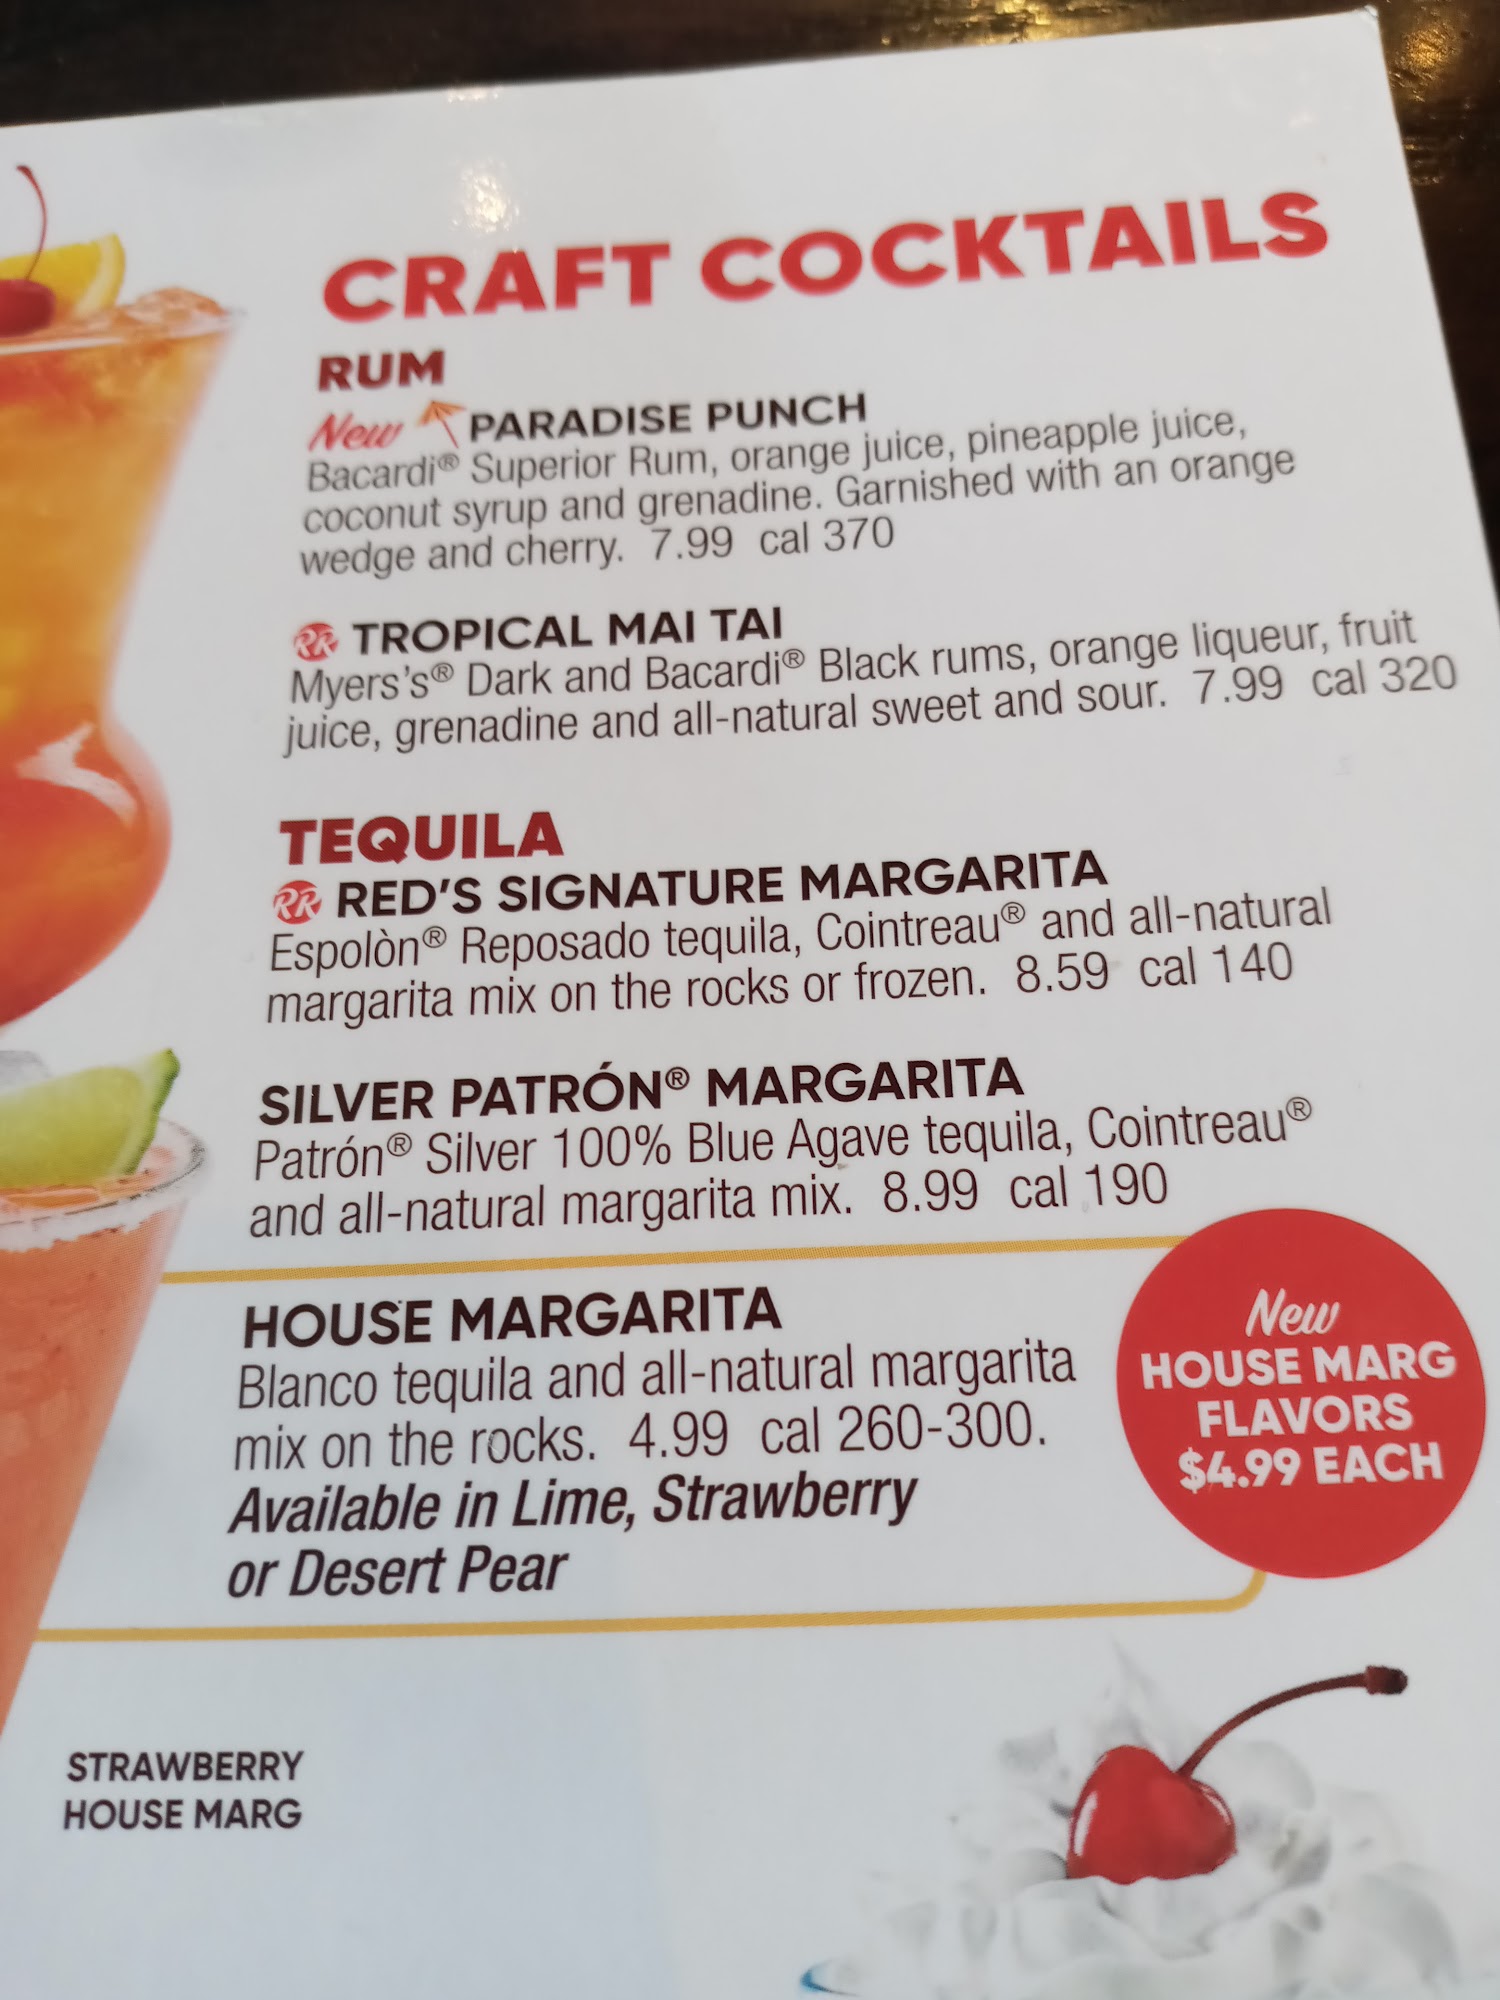 CRAFT COCKTAILS
RUM
New PARADISE PUNCH
Bacardi® Superior Rum, orange juice, pineapple juice,
coconut syrup and grenadine. Garnished with an orange
wedge and cherry. 7.99 cal 370
RR TROPICAL MAI TAI
Myers's® Dark and Bacardi® Black rums, orange liqueur, fruit
juice, grenadine and all-natural sweet and sour. 7.99 cal 320
TEQUILA
RR RED'S SIGNATURE MARGARITA
Espolòn® Reposado tequila, Cointreau® and all-natural
margarita mix on the rocks or frozen. 8.59 cal 140
SILVER PATRÓN® MARGARITA
Patrón® Silver 100% Blue Agave tequila, Cointreau®
and all-natural margarita mix. 8.99 cal 190
HOUSE MARGARITA
Blanco tequila and all-natural margarita
mix on the rocks. 4.99 cal 260-300.
Available in Lime, Strawberry
or Desert Pear
New
HOUSE MARG
FLAVORS
$4.99 EACH
STRAWBERRY
HOUSE MARG